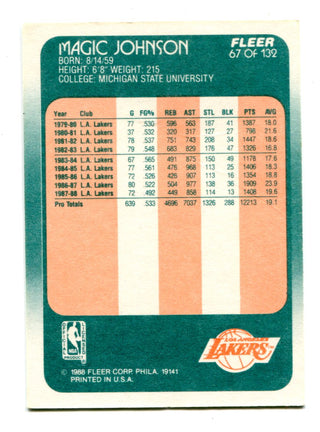 MAGIC JOHNSON
FLEER
BORN: 8/14/59
67 OF 132
HEIGHT: 6'8" WEIGHT: 215
COLLEGE: MICHIGAN STATE UNIVERSITY
Year Club G FG% REB AST STL BLK PTS AVG
1979-80 L.A. Lakers 77 .530 596 563 187 41 1387 18.0
1980-81 L.A. Lakers 37 .532 320 317 127 27 798 21.6
1981-82 L.A. Lakers 78 .537 751 743 208 34 1447 18.6
1982-83 L.A. Lakers 79 .548 683 829 176 47 1326 16.8
1983-84 L.A. Lakers 67 .565 491 875 150 49 1178 17.6
1984-85 L.A. Lakers 77 .561 476 968 113 25 1406 18.3
1985-86 L.A. Lakers 72 .526 426 907 113 16 1354 18.8
1986-87 L.A. Lakers 80 .522 504 977 138 36 1909 23.9
1987-88 L.A. Lakers 72 .492 449 858 114 13 1408 19.6
Pro Totals 639 .533 4696 7037 1326 288 12213 19.1
NBA
PRODUCT
LOS ANGELES
LAKERS
© 1988 FLEER CORP. PHILA. 19141
PRINTED IN U.S.A.